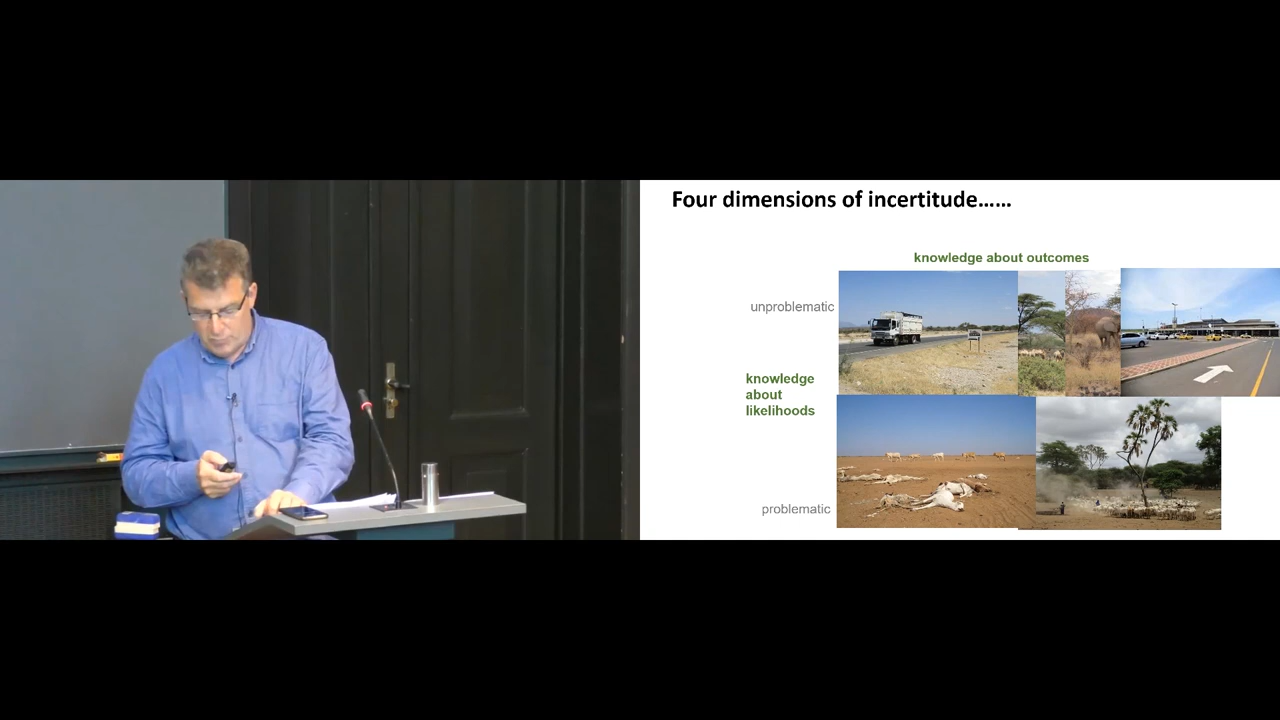 Four dimensions of incertitude……
knowledge about outcomes
unproblematic
knowledge
about
likelihoods
problematic